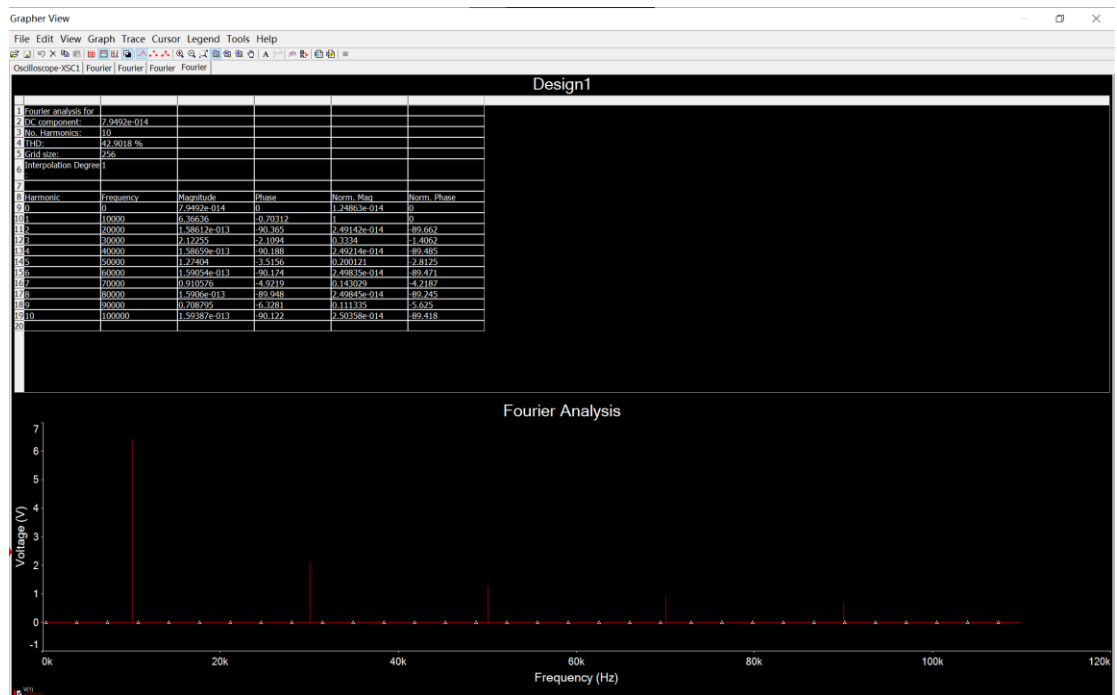 Grapher View
File Edit View Graph Trace Cursor Legend Tools Help
Oscilloscope-XSC1 Fourier Fourier Fourier Fourier
Design1
1 Fourier analysis for
2 DC component: 7.9492e-014
3 No. Harmonics: 10
4 THD: 42.9018 %
5 Grid size: 256
6 Interpolation Degree 1
7
8 Harmonic Frequency Magnitude Phase Norm. Mag Norm. Phase
9 0 0 7.9492e-014 0 1.24863e-014 0
10 1 10000 6.36636 -0.70312 1 0
11 2 20000 1.58612e-013 -90.365 2.49142e-014 -89.662
12 3 30000 2.12255 -2.1094 0.3334 -1.4062
13 4 40000 1.58659e-013 -90.188 2.49214e-014 -89.485
14 5 50000 1.27404 -3.5156 0.200121 -2.8125
15 6 60000 1.59054e-013 -90.174 2.49835e-014 -89.471
16 7 70000 0.910576 -4.9219 0.143029 -4.2187
17 8 80000 1.5906e-013 -89.948 2.49845e-014 -89.245
18 9 90000 0.708795 -6.3281 0.111335 -5.625
19 10 100000 1.59387e-013 -90.122 2.50358e-014 -89.418
20
Fourier Analysis
7
6
5
4
3
2
1
0
-1
Voltage (V)
0k 20k 40k 60k 80k 100k 120k
Frequency (Hz)
V(1)